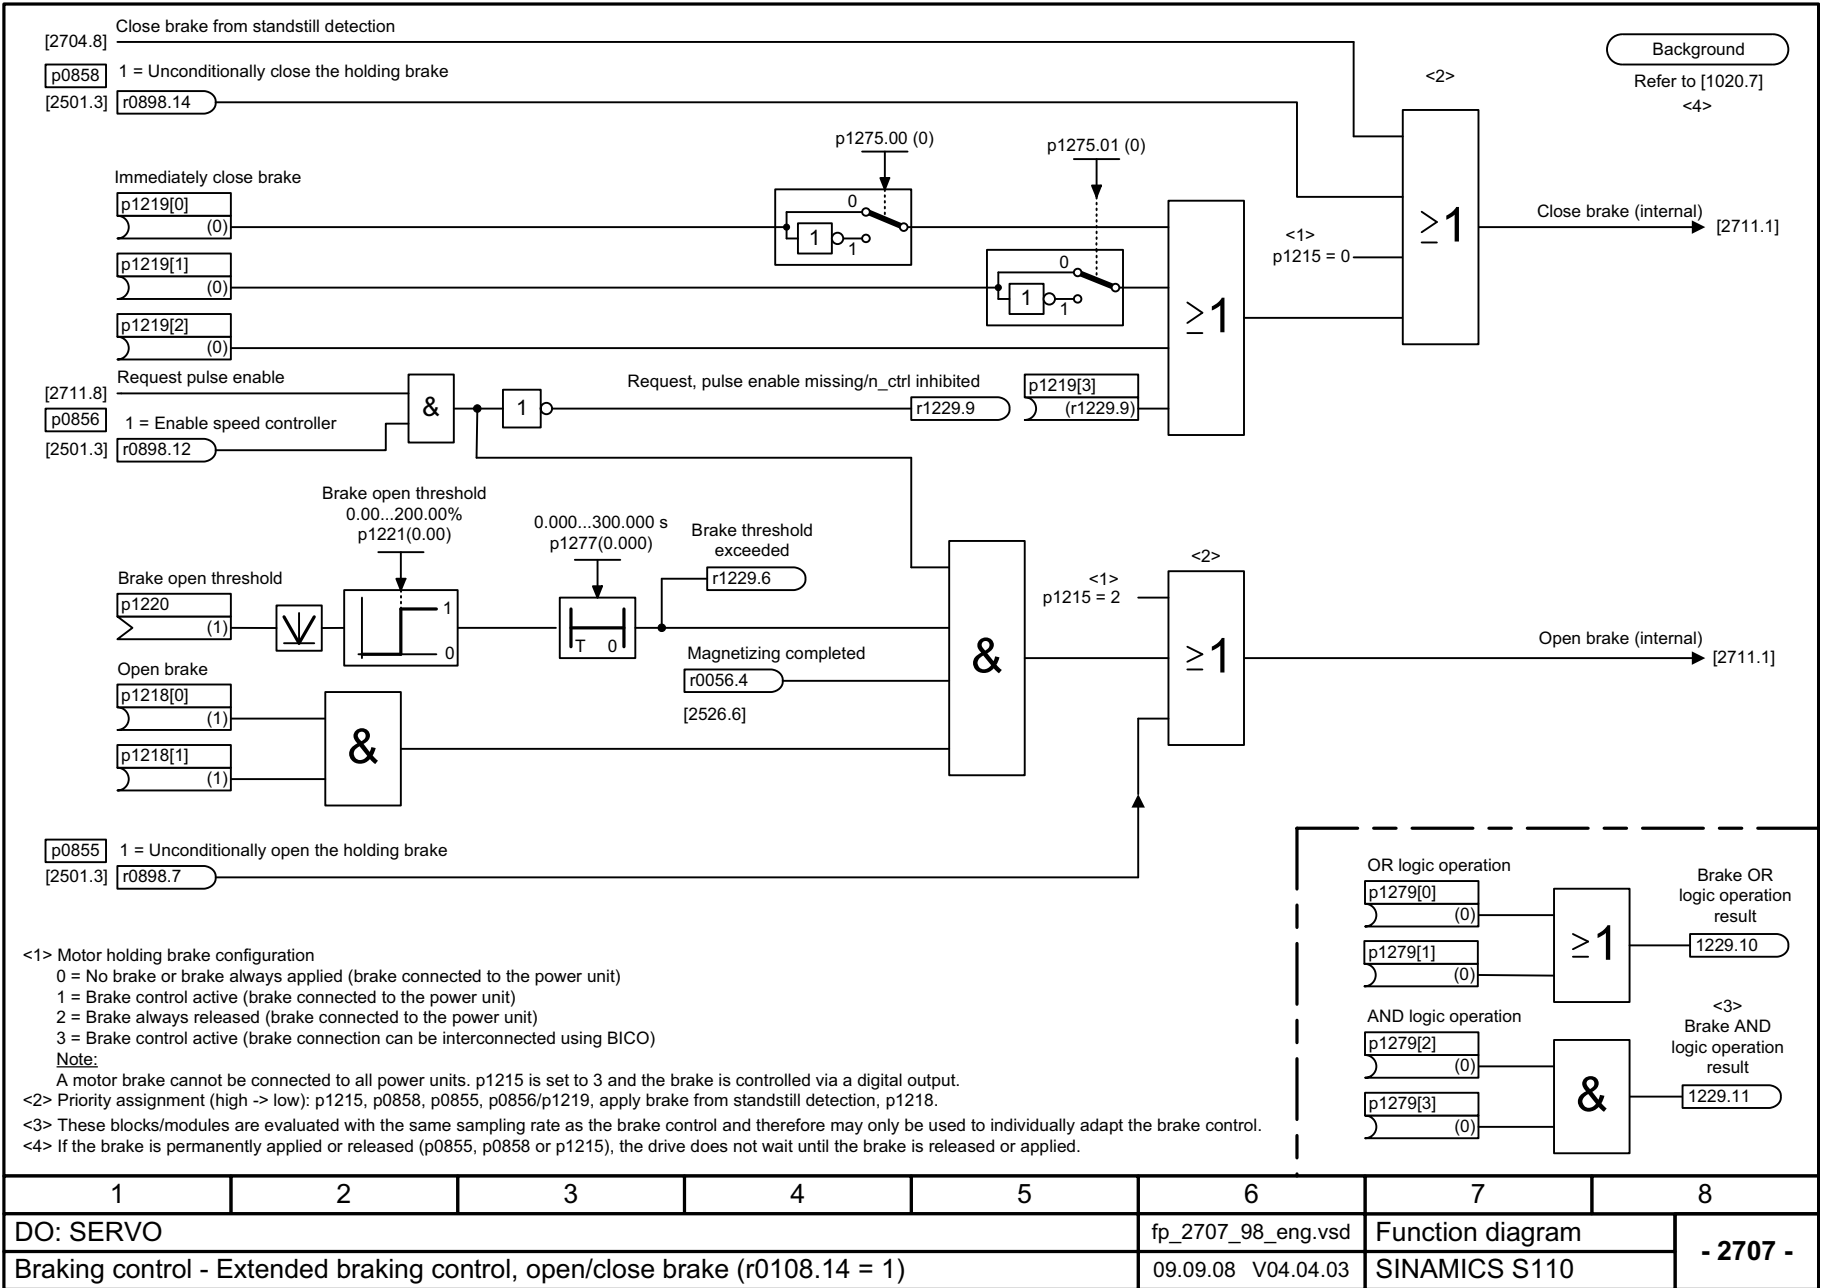 Close brake from standstill detection
[2704.8]
p0858 1 = Unconditionally close the holding brake
[2501.3] r0898.14
Background
Refer to [1020.7]
<4>
<2>
p1275.00 (0)
p1275.01 (0)
Immediately close brake
p1219[0]
(0)
0
1
1
p1219[1]
(0)
0
1
1
p1219[2]
(0)
≥1
<1>
p1215 = 0
≥1
Close brake (internal)
[2711.1]
Request pulse enable
[2711.8]
p0856 1 = Enable speed controller
[2501.3] r0898.12
&
1
Request, pulse enable missing/n_ctrl inhibited
r1229.9
p1219[3]
(r1229.9)
Brake open threshold
0.00...200.00%
p1221(0.00)
0.000...300.000 s
p1277(0.000)
Brake threshold
exceeded
r1229.6
Brake open threshold
p1220
(1)
1
0
T 0
Magnetizing completed
r0056.4
[2526.6]
Open brake
p1218[0]
(1)
p1218[1]
(1)
&
&
<1>
p1215 = 2
<2>
≥1
Open brake (internal)
[2711.1]
p0855 1 = Unconditionally open the holding brake
[2501.3] r0898.7
OR logic operation
p1279[0]
(0)
p1279[1]
(0)
≥1
Brake OR
logic operation
result
1229.10
AND logic operation
p1279[2]
(0)
p1279[3]
(0)
&
<3>
Brake AND
logic operation
result
1229.11
<1> Motor holding brake configuration
0 = No brake or brake always applied (brake connected to the power unit)
1 = Brake control active (brake connected to the power unit)
2 = Brake always released (brake connected to the power unit)
3 = Brake control active (brake connection can be interconnected using BICO)
Note:
A motor brake cannot be connected to all power units. p1215 is set to 3 and the brake is controlled via a digital output.
<2> Priority assignment (high -> low): p1215, p0858, p0855, p0856/p1219, apply brake from standstill detection, p1218.
<3> These blocks/modules are evaluated with the same sampling rate as the brake control and therefore may only be used to individually adapt the brake control.
<4> If the brake is permanently applied or released (p0855, p0858 or p1215), the drive does not wait until the brake is released or applied.
1 2 3 4 5 6 7 8
DO: SERVO fp_2707_98_eng.vsd Function diagram - 2707 -
Braking control - Extended braking control, open/close brake (r0108.14 = 1) 09.09.08 V04.04.03 SINAMICS S110